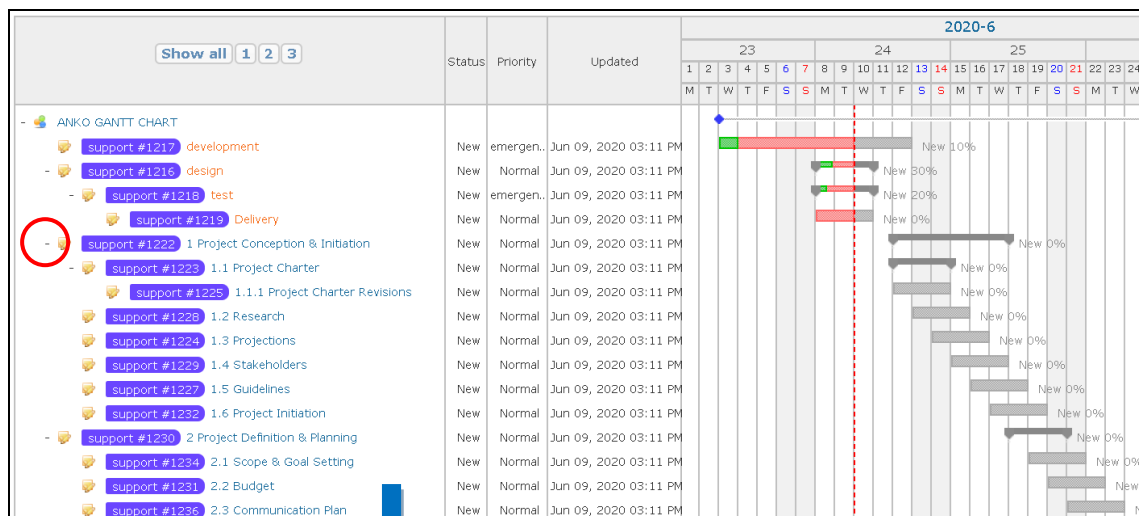 2020-6
Show all 1 2 3 Status Priority Updated 23 24 25
1 2 3 4 5 6 7 8 9 10 11 12 13 14 15 16 17 18 19 20 21 22 23 24
M T W T F S S M T W T F S S M T W T F S S M T W
- ANKO GANTT CHART
support #1217 development New emergen.. Jun 09, 2020 03:11 PM New 10%
- support #1216 design New Normal Jun 09, 2020 03:11 PM New 30%
- support #1218 test New emergen.. Jun 09, 2020 03:11 PM New 20%
support #1219 Delivery New Normal Jun 09, 2020 03:11 PM New 0%
- support #1222 1 Project Conception & Initiation New Normal Jun 09, 2020 03:11 PM New 0%
- support #1223 1.1 Project Charter New Normal Jun 09, 2020 03:11 PM New 0%
support #1225 1.1.1 Project Charter Revisions New Normal Jun 09, 2020 03:11 PM New 0%
support #1228 1.2 Research New Normal Jun 09, 2020 03:11 PM New 0%
support #1224 1.3 Projections New Normal Jun 09, 2020 03:11 PM New 0%
support #1229 1.4 Stakeholders New Normal Jun 09, 2020 03:11 PM New 0%
support #1227 1.5 Guidelines New Normal Jun 09, 2020 03:11 PM New 0%
support #1232 1.6 Project Initiation New Normal Jun 09, 2020 03:11 PM New 0%
- support #1230 2 Project Definition & Planning New Normal Jun 09, 2020 03:11 PM New 0%
support #1234 2.1 Scope & Goal Setting New Normal Jun 09, 2020 03:11 PM New 0%
support #1231 2.2 Budget New Normal Jun 09, 2020 03:11 PM New
support #1236 2.3 Communication Plan New Normal Jun 09, 2020 03:11 PM